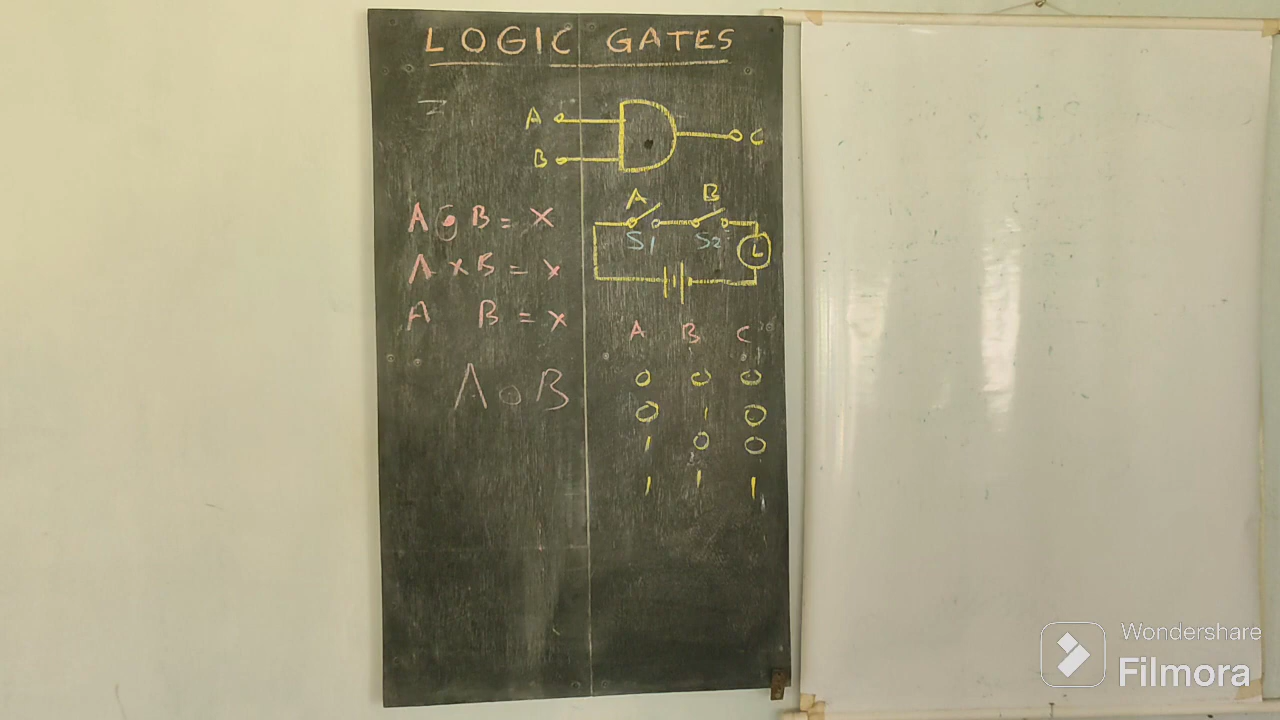 LOGIC GATES
A
B
C
A B
S1 S2
L
A • B = X
A × B = X
A B = X
A o B
A B C
0 0 0
0 1 0
1 0 0
1 1 1
Wondershare
Filmora